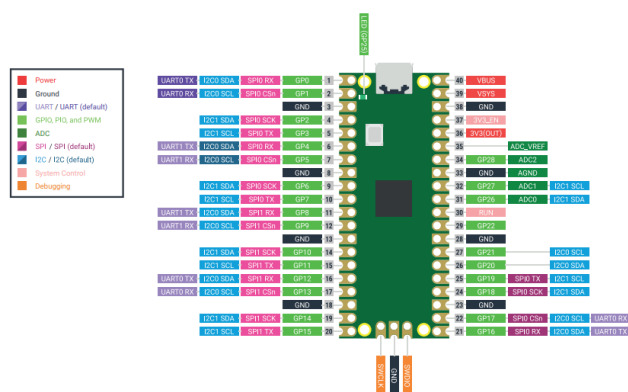 LED (GP25)
Power
Ground
UART / UART (default)
GPIO, PIO, and PWM
ADC
SPI / SPI (default)
I2C / I2C (default)
System Control
Debugging
UART0 TX I2C0 SDA SPI0 RX GP0 1 40 VBUS
UART0 RX I2C0 SCL SPI0 CSn GP1 2 39 VSYS
GND 3 38 GND
I2C1 SDA SPI0 SCK GP2 4 37 3V3_EN
I2C1 SCL SPI0 TX GP3 5 36 3V3(OUT)
UART1 TX I2C0 SDA SPI0 RX GP4 6 35 ADC_VREF
UART1 RX I2C0 SCL SPI0 CSn GP5 7 34 GP28 ADC2
GND 8 33 GND AGND
I2C1 SDA SPI0 SCK GP6 9 32 GP27 ADC1 I2C1 SCL
I2C1 SCL SPI0 TX GP7 10 31 GP26 ADC0 I2C1 SDA
UART1 TX I2C0 SDA SPI1 RX GP8 11 30 RUN
UART1 RX I2C0 SCL SPI1 CSn GP9 12 29 GP22
GND 13 28 GND
I2C1 SDA SPI1 SCK GP10 14 27 GP21 I2C0 SCL
I2C1 SCL SPI1 TX GP11 15 26 GP20 I2C0 SDA
UART0 TX I2C0 SDA SPI1 RX GP12 16 25 GP19 SPI0 TX I2C1 SCL
UART0 RX I2C0 SCL SPI1 CSn GP13 17 24 GP18 SPI0 SCK I2C1 SDA
GND 18 23 GND
I2C1 SDA SPI1 SCK GP14 19 22 GP17 SPI0 CSn I2C0 SCL UART0 RX
I2C1 SCL SPI1 TX GP15 20 21 GP16 SPI0 RX I2C0 SDA UART0 TX
SWCLK
GND
SWDIO